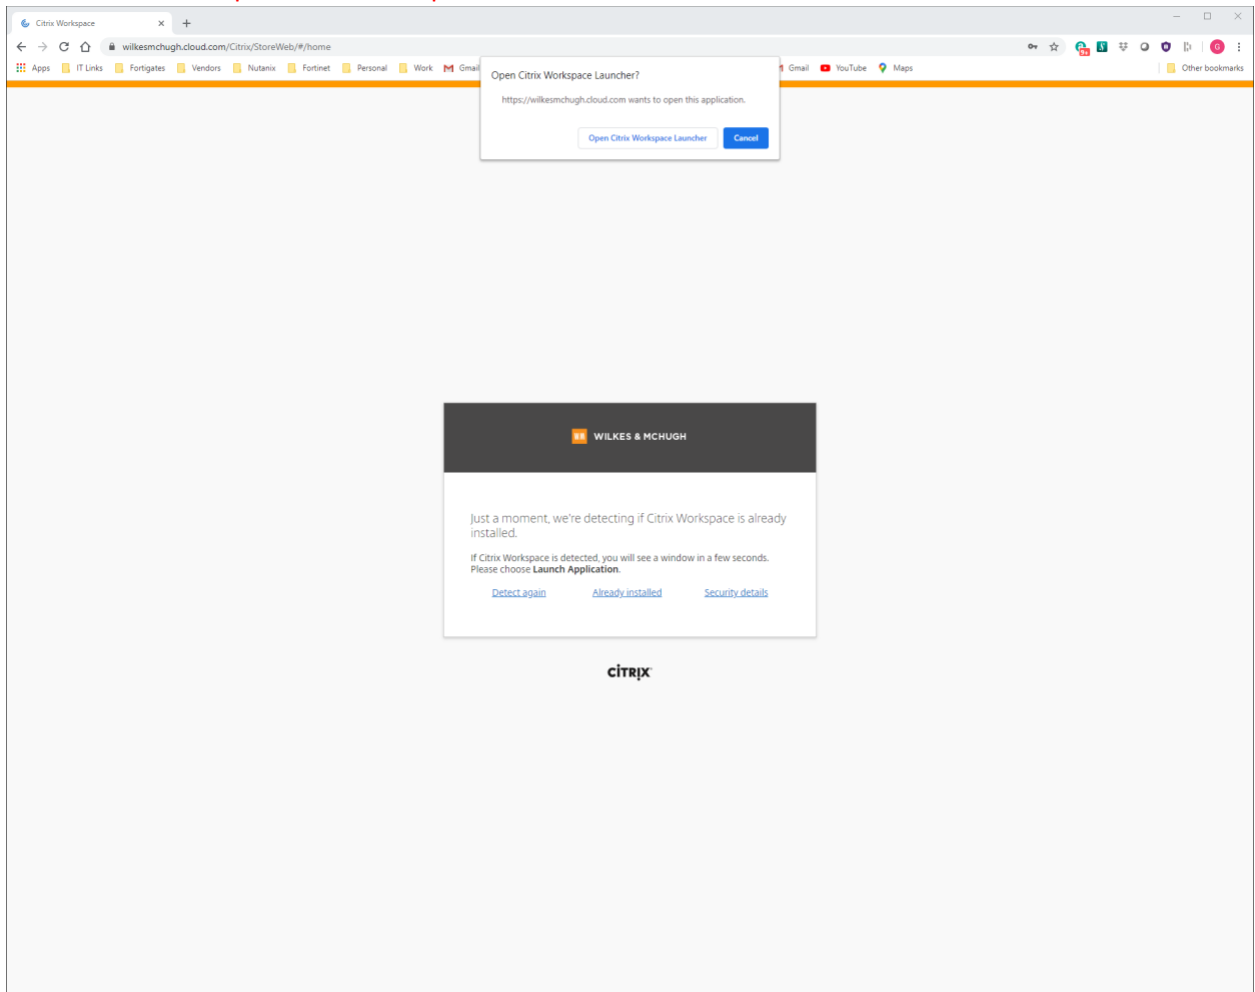 Citrix Workspace
wilkesmchugh.cloud.com/Citrix/StoreWeb/#/home
Apps IT Links Fortigates Vendors Nutanix Fortinet Personal Work Gmail Gmail YouTube Maps Other bookmarks
Open Citrix Workspace Launcher?
https://wilkesmchugh.cloud.com wants to open this application.
Open Citrix Workspace Launcher Cancel
WILKES & MCHUGH
Just a moment, we're detecting if Citrix Workspace is already
installed.
If Citrix Workspace is detected, you will see a window in a few seconds.
Please choose Launch Application.
Detect again Already installed Security details
citrix